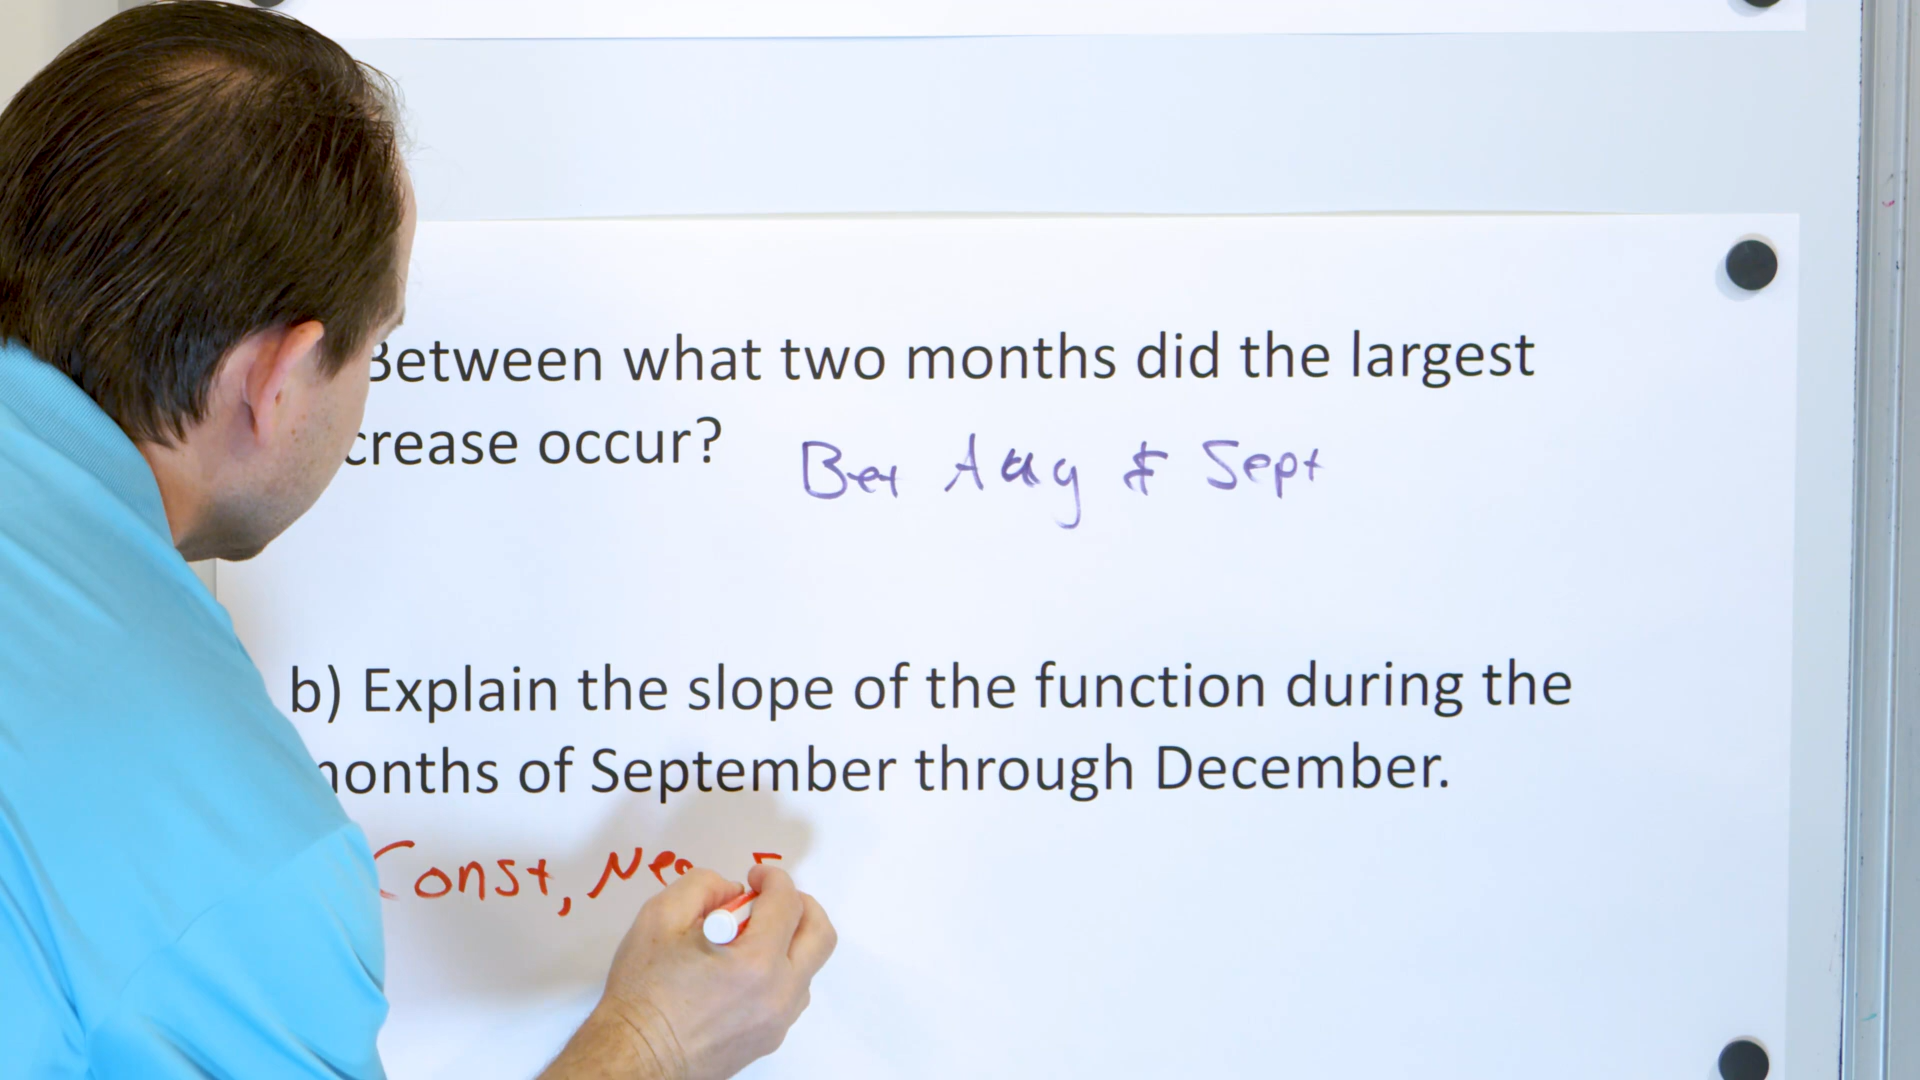 Between what two months did the largest
crease occur? Bet Aug & Sept
b) Explain the slope of the function during the
onths of September through December.
Const, Neg